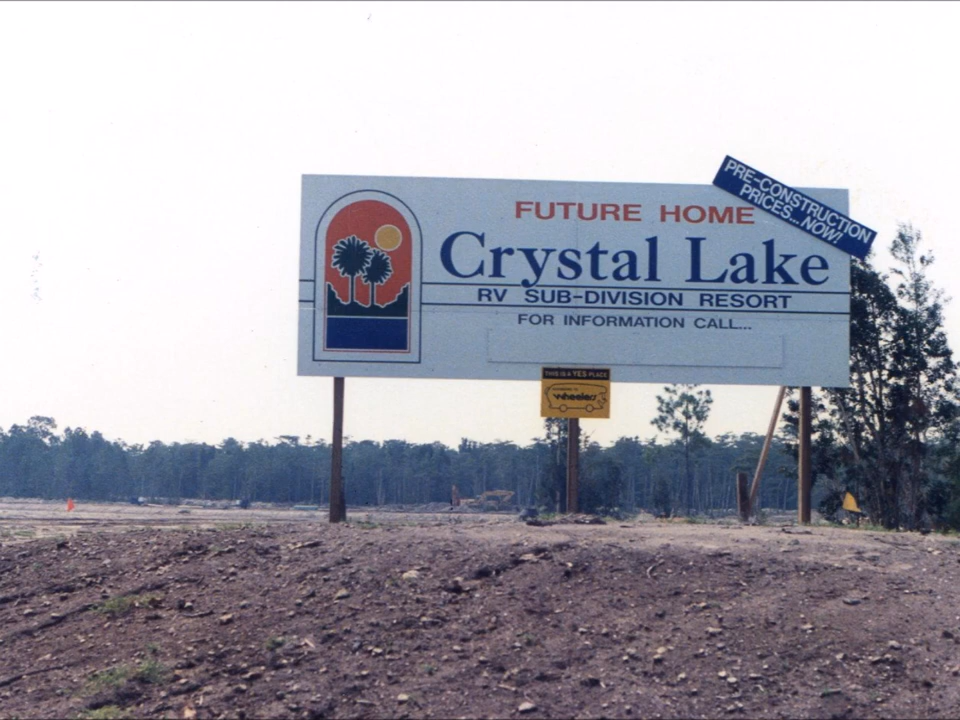 FUTURE HOME
PRE-CONSTRUCTION
PRICES...NOW!
Crystal Lake
RV SUB-DIVISION RESORT
FOR INFORMATION CALL...
THIS IS A YES PLACE
wheelers